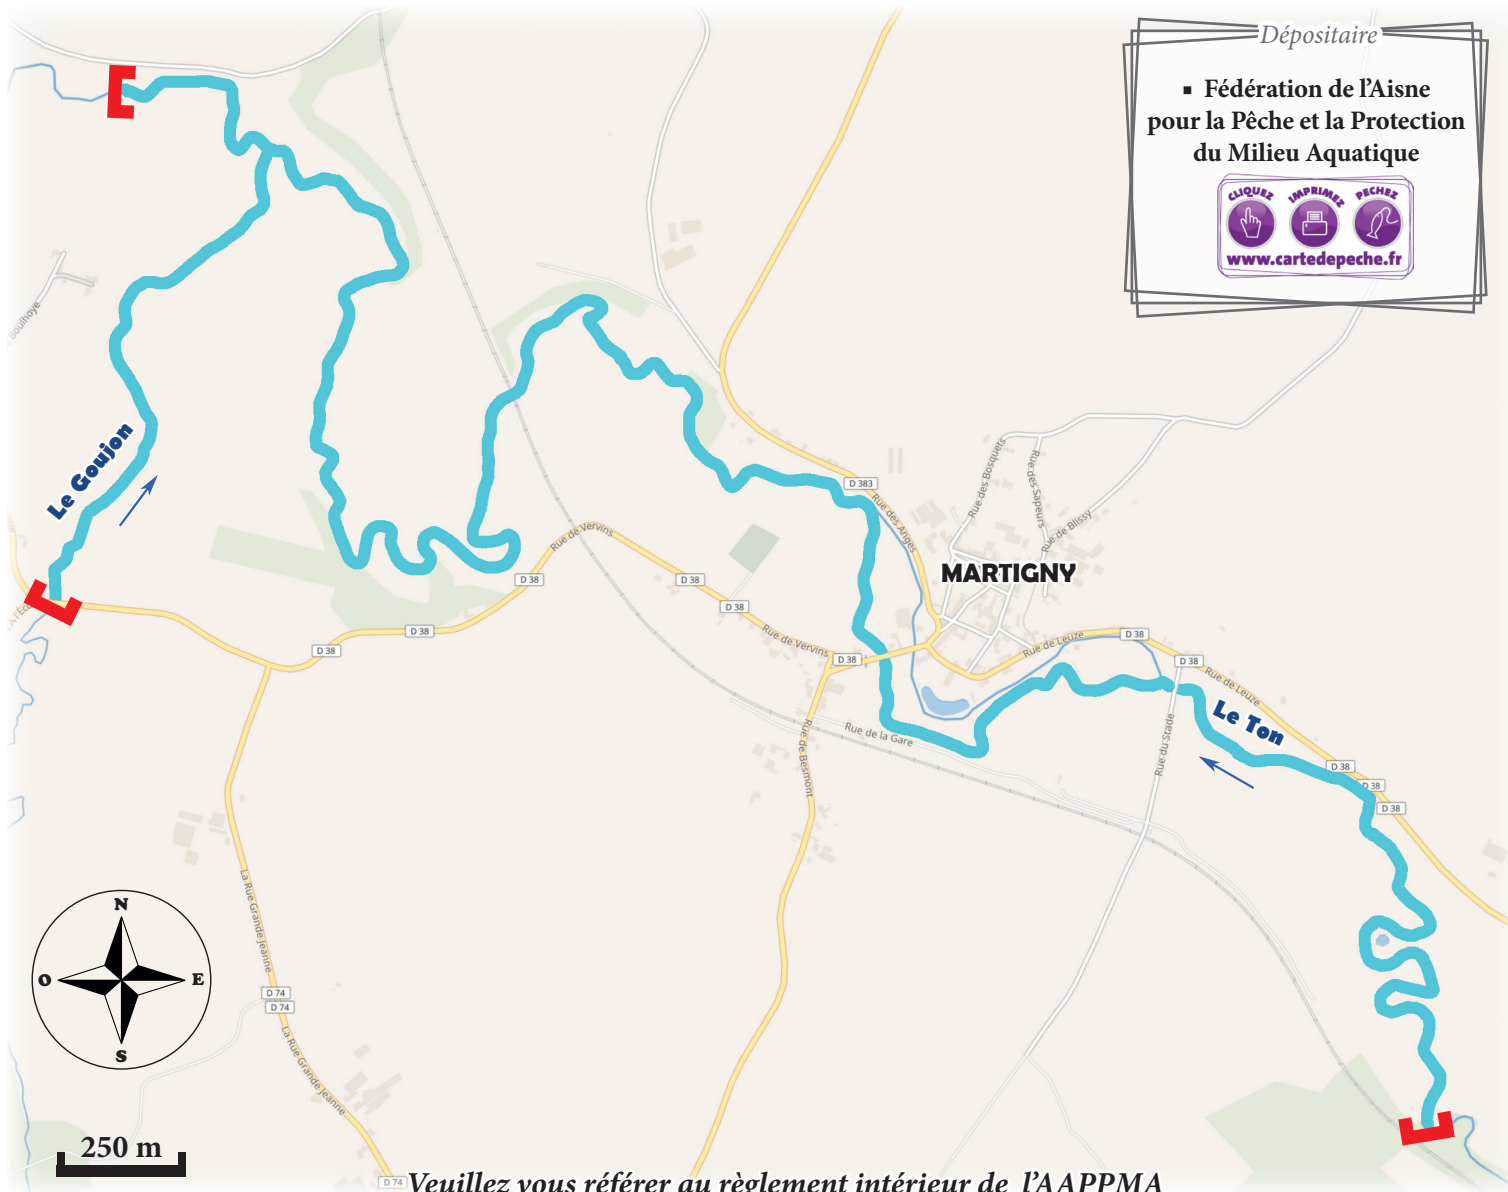 Dépositaire
▪ Fédération de l'Aisne
pour la Pêche et la Protection
du Milieu Aquatique
CLIQUEZ IMPRIMEZ PECHEZ
www.cartedepeche.fr
Boulhoye
Le Goujon
D 383
Rue des Anges
Rue des Bosquets
Rue des Sapeurs
Rue de Blissy
MARTIGNY
Rue de Vervins
D 38
D 38
D 38
D 38
D 38
Rue de Vervins
D 38
Rue de Leuze
D 38
D 38
Rue de Leuze
Le Ton
Rue de la Gare
Rue de Besmont
Rue du Stade
D 38
D 38
D 38
La Rue Grande Jeanne
N
O
E
S
D 74
D 74
La Rue Grande Jeanne
250 m
D 74
Veuillez vous référer au règlement intérieur de l'AAPPMA